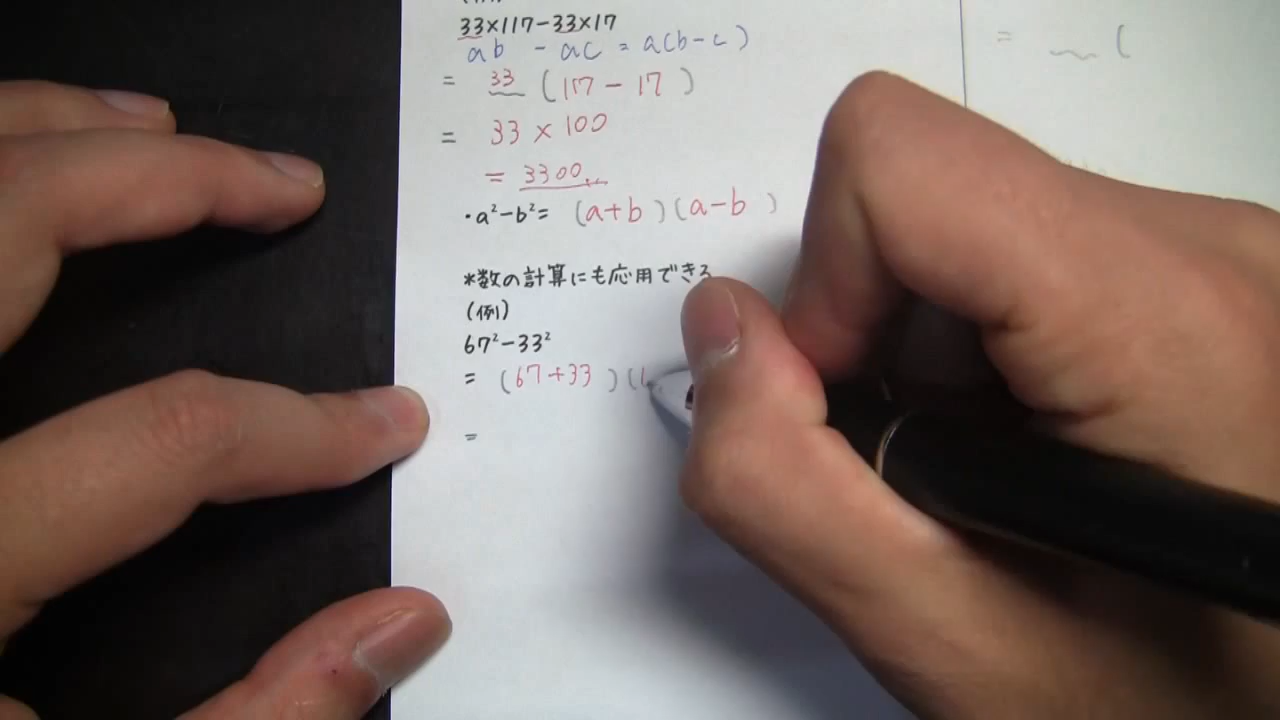 33×117-33×17
ab - ac = a(b-c)
= 33 (117 - 17)
= 33 × 100
= 3300
・a²-b²= (a+b)(a-b)
*数の計算にも応用できる
(例)
67²-33²
= (67+33)(
=
= (